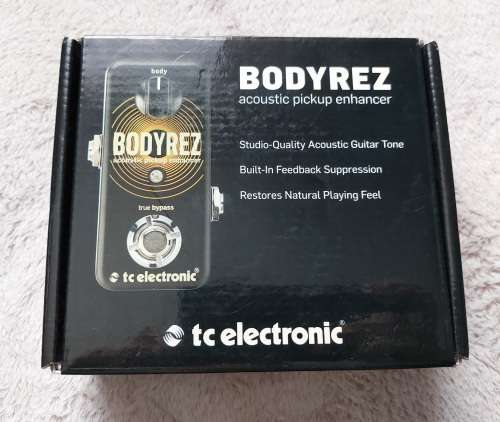 body
BODYREZ
acoustic pickup enhancer
true bypass
tc electronic®
BODYREZ
acoustic pickup enhancer
Studio-Quality Acoustic Guitar Tone
Built-In Feedback Suppression
Restores Natural Playing Feel
tc electronic®